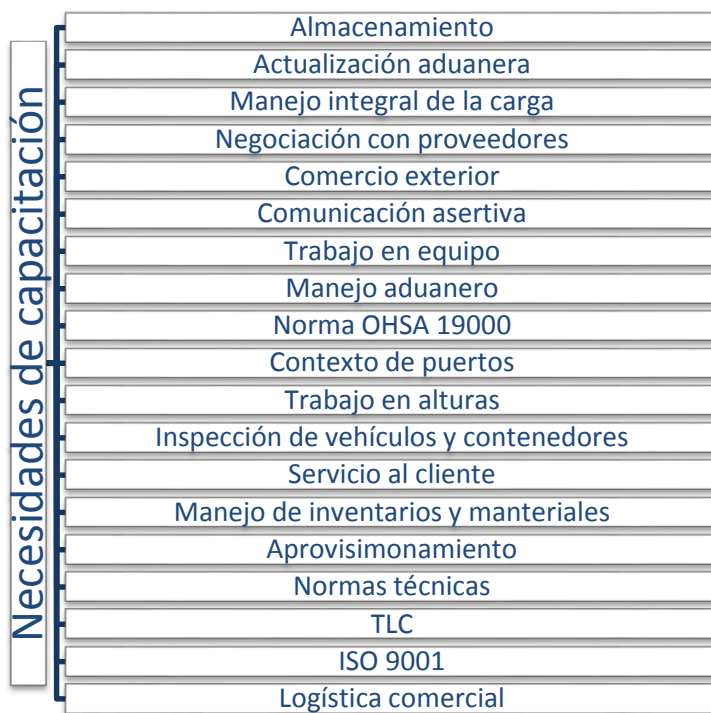 Necesidades de capacitación
Almacenamiento
Actualización aduanera
Manejo integral de la carga
Negociación con proveedores
Comercio exterior
Comunicación asertiva
Trabajo en equipo
Manejo aduanero
Norma OHSA 19000
Contexto de puertos
Trabajo en alturas
Inspección de vehículos y contenedores
Servicio al cliente
Manejo de inventarios y manteriales
Aprovisimonamiento
Normas técnicas
TLC
ISO 9001
Logística comercial